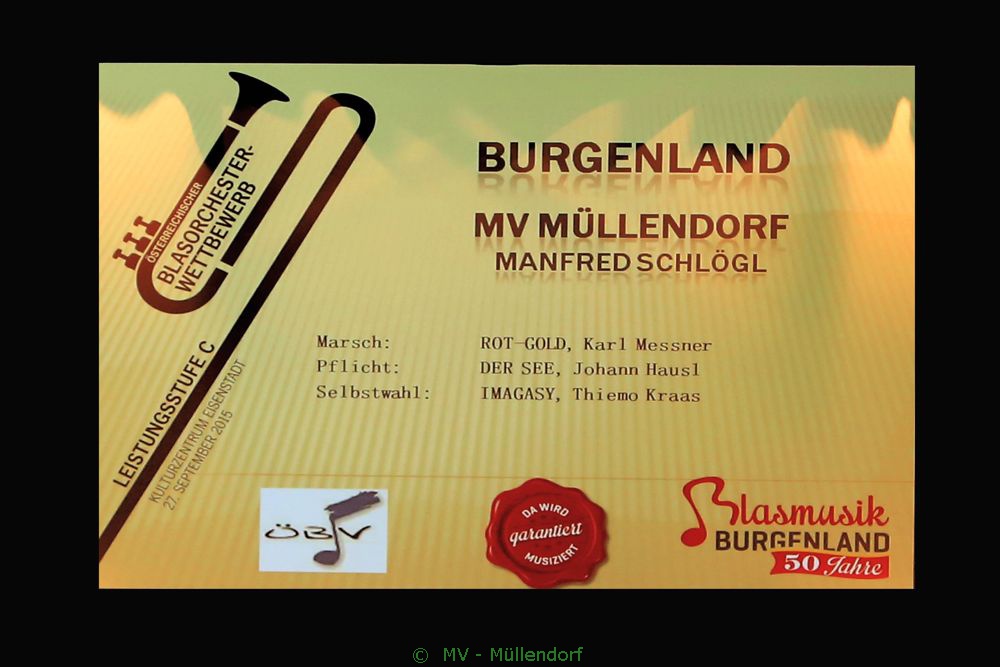 BURGENLAND
MV MÜLLENDORF
MANFRED SCHLÖGL
ÖSTERREICHISCHER
BLASORCHESTER-
WETTBEWERB
LEISTUNGSSTUFE C
KULTURZENTRUM EISENSTADT
27. SEPTEMBER 2015
Marsch: ROT-GOLD, Karl Messner
Pflicht: DER SEE, Johann Hausl
Selbstwahl: IMAGASY, Thiemo Kraas
ÖBV
DA WIRD
garantiert
MUSIZIERT
Blasmusik
BURGENLAND
50 Jahre
© MV - Müllendorf